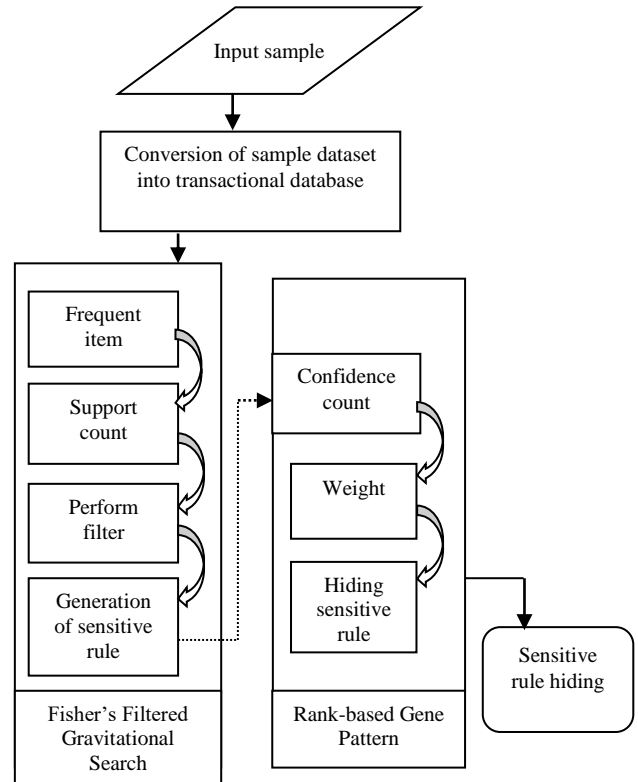 Input sample
Conversion of sample dataset
into transactional database
Frequent
item
Support
count
Perform
filter
Generation
of sensitive
rule
Fisher's Filtered
Gravitational
Search
Confidence
count
Weight
Hiding
sensitive
rule
Rank-based Gene
Pattern
Sensitive
rule hiding